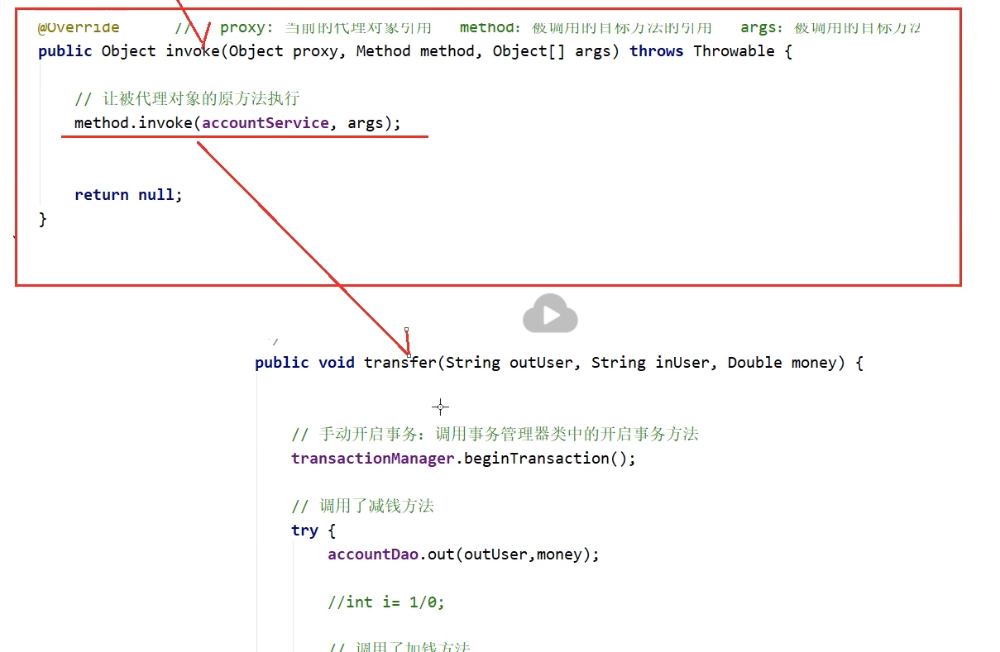 @Override // proxy: 当前的代理对象引用 method: 被调用的目标方法的引用 args: 被调用的目标方法
public Object invoke(Object proxy, Method method, Object[] args) throws Throwable {
// 让被代理对象的原方法执行
method.invoke(accountService, args);
return null;
}
public void transfer(String outUser, String inUser, Double money) {
// 手动开启事务: 调用事务管理器类中的开启事务方法
transactionManager.beginTransaction();
// 调用了减钱方法
try {
accountDao.out(outUser,money);
//int i= 1/0;
// 调用了加钱方法